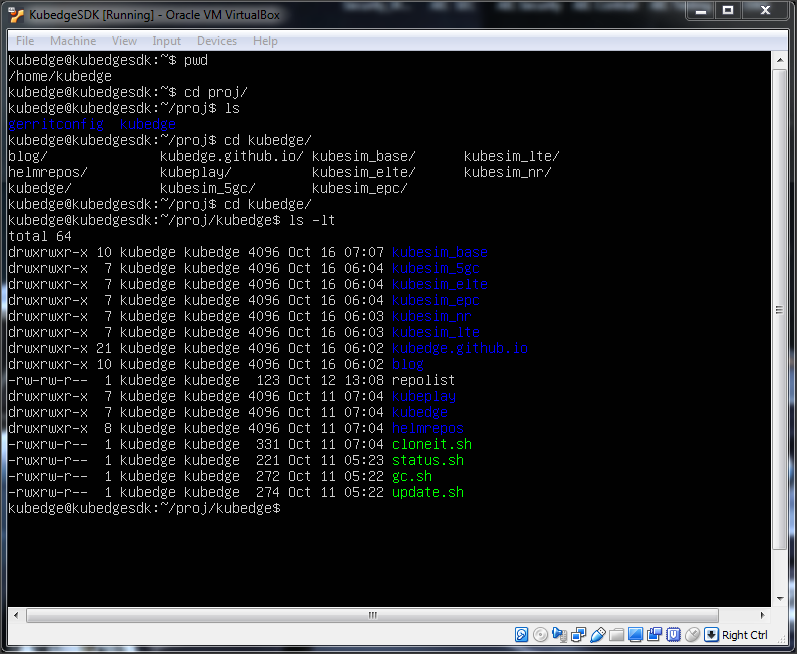 KubedgeSDK [Running] - Oracle VM VirtualBox
File Machine View Input Devices Help
kubedge@kubedgesdk:~$ pwd
/home/kubedge
kubedge@kubedgesdk:~$ cd proj/
kubedge@kubedgesdk:~/proj$ ls
gerritconfig  kubedge
kubedge@kubedgesdk:~/proj$ cd kubedge/
blog/              kubedge.github.io/ kubesim_base/      kubesim_lte/
helmrepos/         kubeplay/          kubesim_elte/      kubesim_nr/
kubedge/           kubesim_5gc/       kubesim_epc/
kubedge@kubedgesdk:~/proj$ cd kubedge/
kubedge@kubedgesdk:~/proj/kubedge$ ls -lt
total 64
drwxrwxr-x 10 kubedge kubedge 4096 Oct 16 07:07 kubesim_base
drwxrwxr-x  7 kubedge kubedge 4096 Oct 16 06:04 kubesim_5gc
drwxrwxr-x  7 kubedge kubedge 4096 Oct 16 06:04 kubesim_elte
drwxrwxr-x  7 kubedge kubedge 4096 Oct 16 06:04 kubesim_epc
drwxrwxr-x  7 kubedge kubedge 4096 Oct 16 06:03 kubesim_nr
drwxrwxr-x  7 kubedge kubedge 4096 Oct 16 06:03 kubesim_lte
drwxrwxr-x 21 kubedge kubedge 4096 Oct 16 06:02 kubedge.github.io
drwxrwxr-x 10 kubedge kubedge 4096 Oct 16 06:02 blog
-rw-rw-r--  1 kubedge kubedge  123 Oct 12 13:08 repolist
drwxrwxr-x  7 kubedge kubedge 4096 Oct 11 07:04 kubeplay
drwxrwxr-x  7 kubedge kubedge 4096 Oct 11 07:04 kubedge
drwxrwxr-x  8 kubedge kubedge 4096 Oct 11 07:04 helmrepos
-rwxrw-r--  1 kubedge kubedge  331 Oct 11 07:04 cloneit.sh
-rwxrw-r--  1 kubedge kubedge  221 Oct 11 05:23 status.sh
-rwxrw-r--  1 kubedge kubedge  272 Oct 11 05:22 gc.sh
-rwxrw-r--  1 kubedge kubedge  274 Oct 11 05:22 update.sh
kubedge@kubedgesdk:~/proj/kubedge$
Right Ctrl